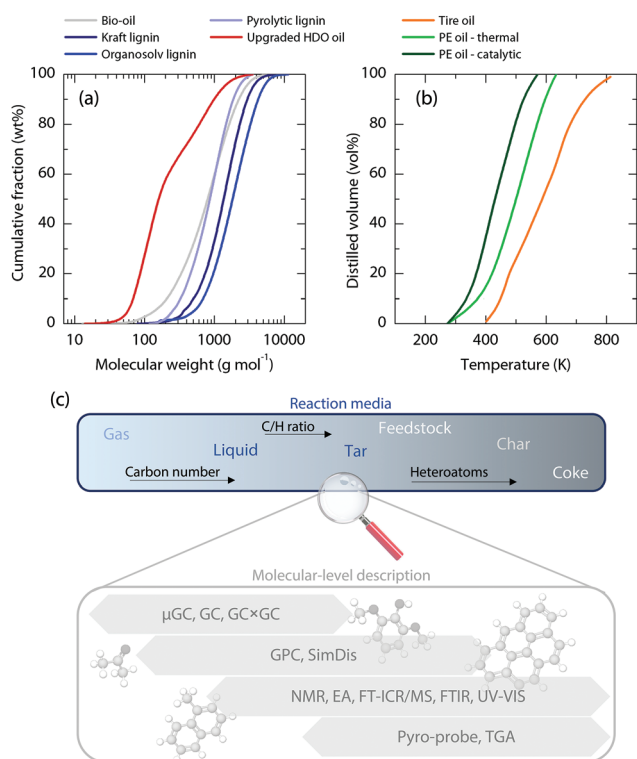 Bio-oil
Kraft lignin
Organosolv lignin
Pyrolytic lignin
Upgraded HDO oil
Tire oil
PE oil - thermal
PE oil - catalytic
(a)
Cumulative fraction (wt%)
100
80
60
40
20
0
10
100
1000
10000
Molecular weight (g mol⁻¹)
(b)
Distilled volume (vol%)
100
80
60
40
20
0
200
400
600
800
Temperature (K)
(c)
Reaction media
Gas
Liquid
C/H ratio
Tar
Feedstock
Char
Carbon number
Heteroatoms
Coke
Molecular-level description
μGC, GC, GC×GC
GPC, SimDis
NMR, EA, FT-ICR/MS, FTIR, UV-VIS
Pyro-probe, TGA